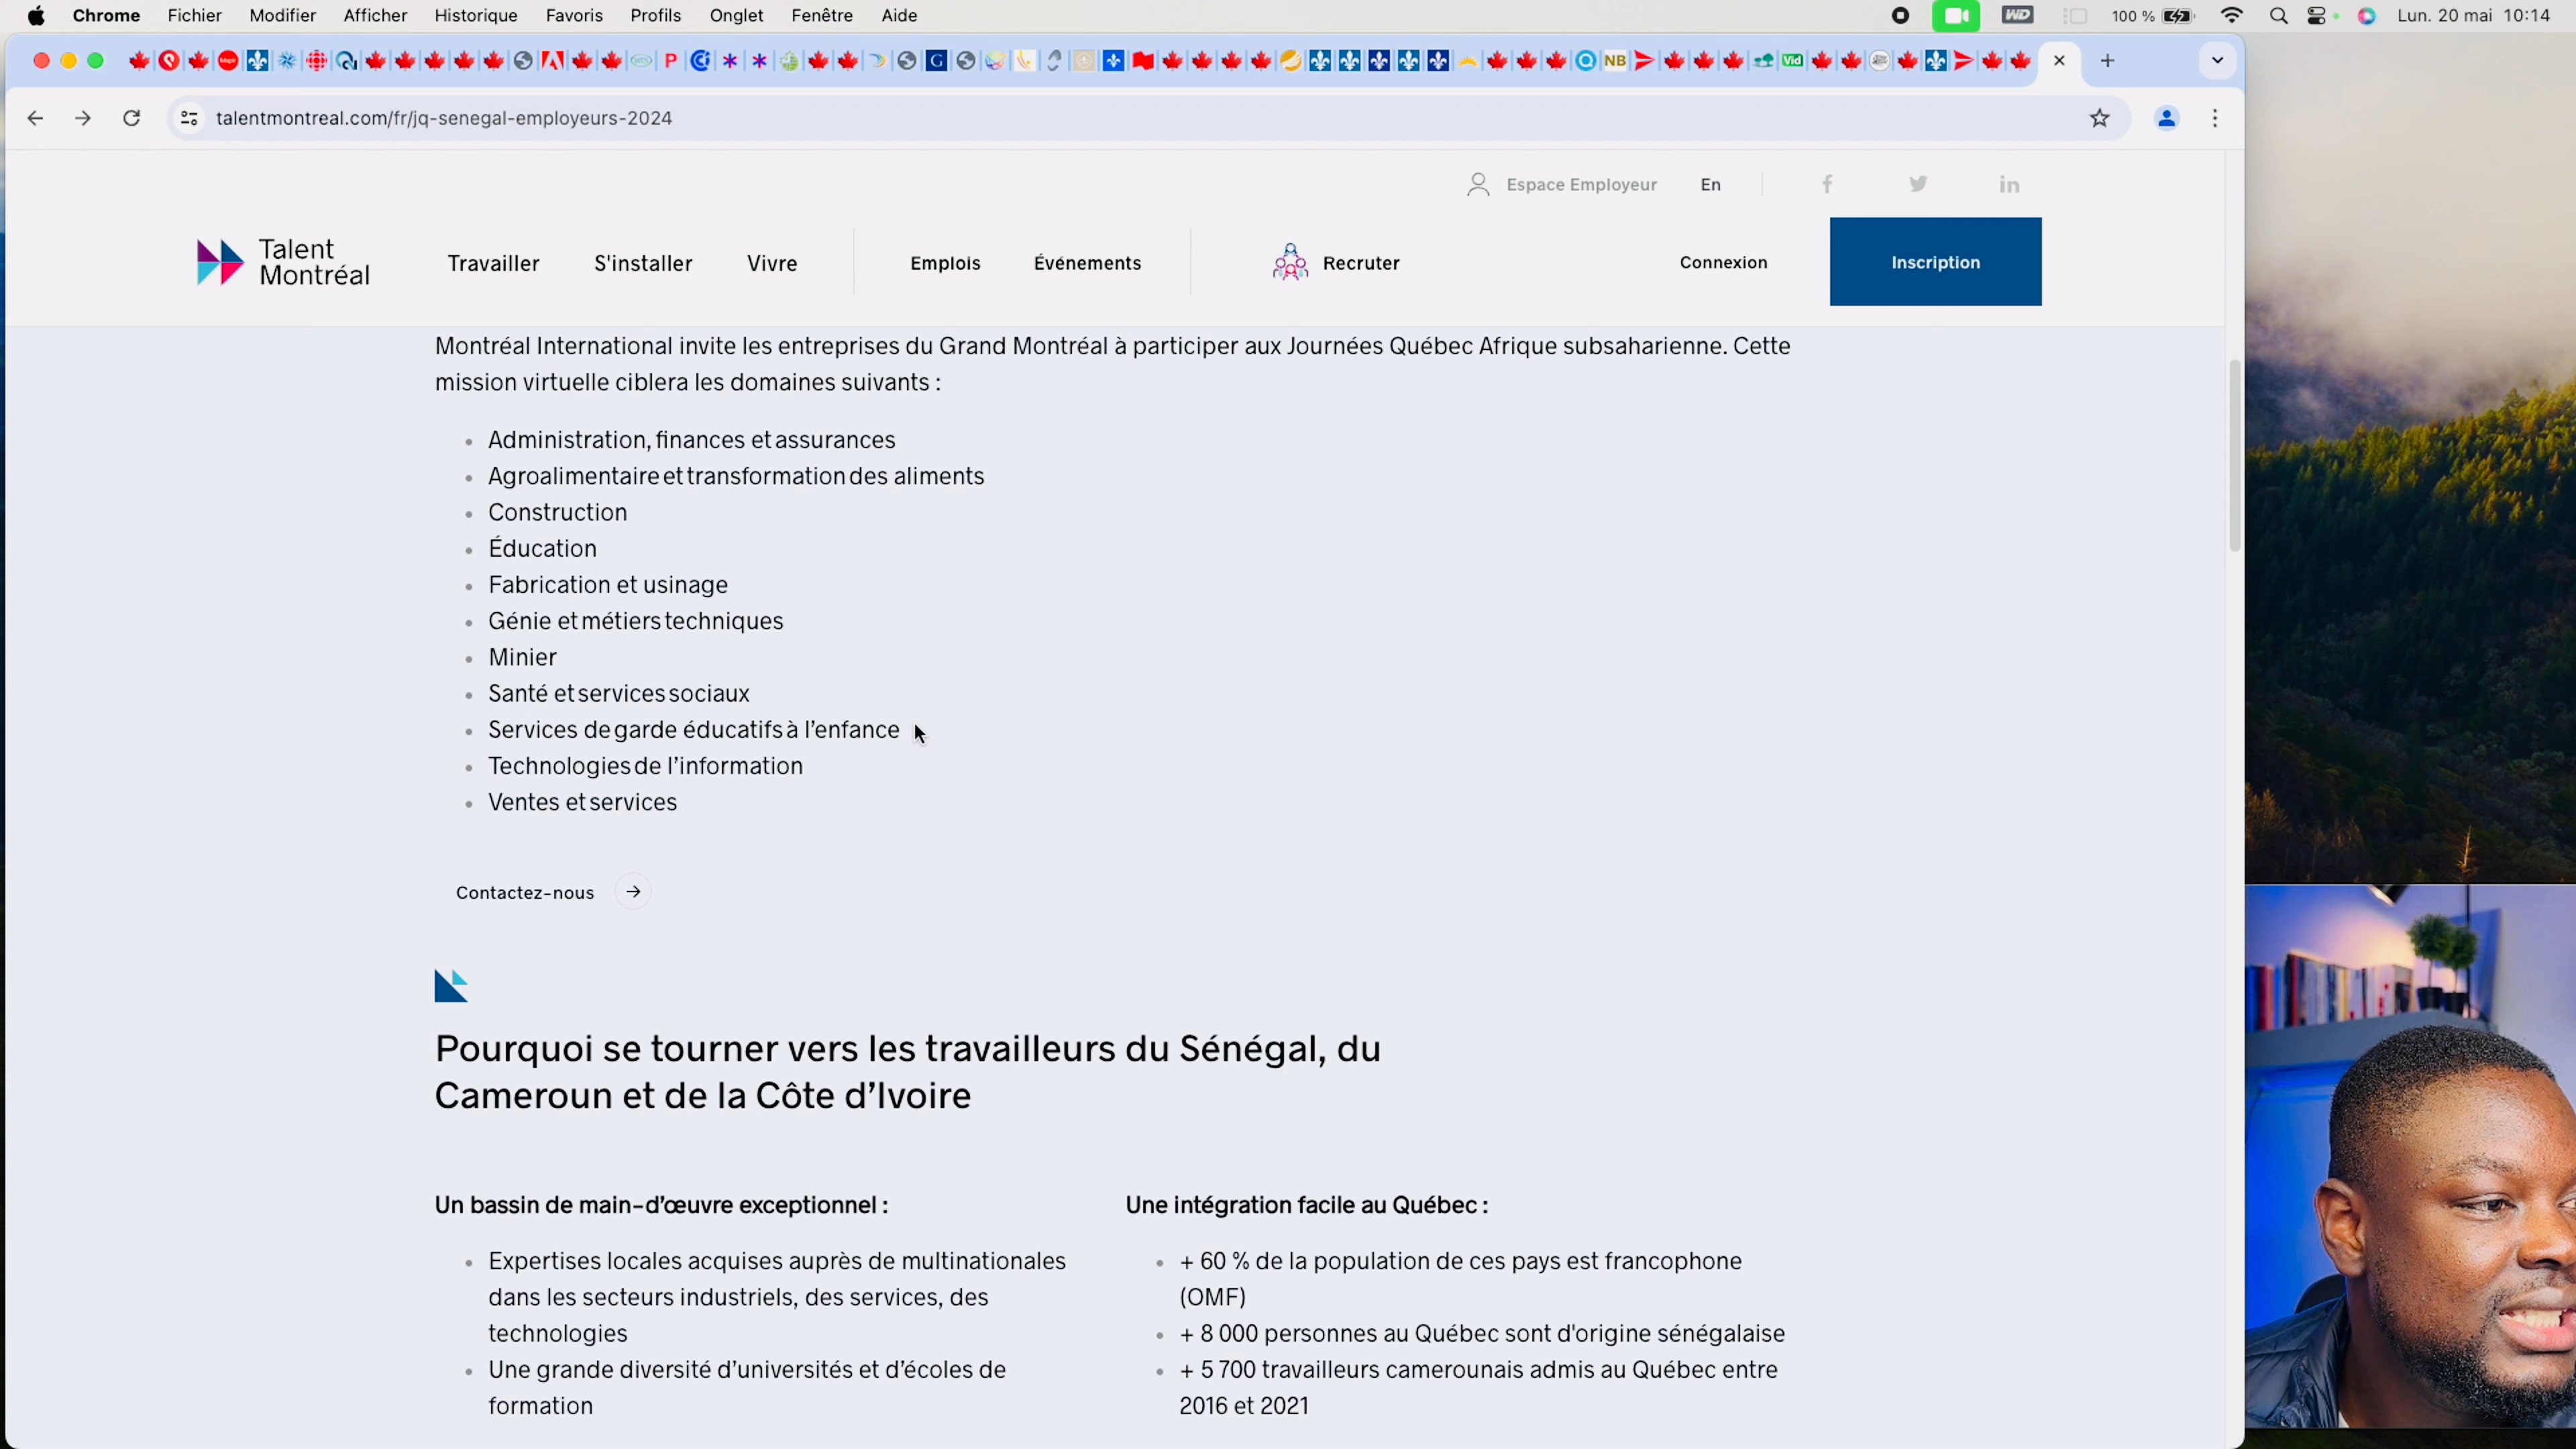 Chrome Fichier Modifier Afficher Historique Favoris Profils Onglet Fenêtre Aide
WD 100 % Lun. 20 mai 10:14
G NB Vid
talentmontreal.com/fr/jq-senegal-employeurs-2024
Espace Employeur En
Talent
Montréal
Travailler S'installer Vivre Emplois Événements Recruter Connexion Inscription
Montréal International invite les entreprises du Grand Montréal à participer aux Journées Québec Afrique subsaharienne. Cette
mission virtuelle ciblera les domaines suivants :
Administration, finances et assurances
Agroalimentaire et transformation des aliments
Construction
Éducation
Fabrication et usinage
Génie et métiers techniques
Minier
Santé et services sociaux
Services de garde éducatifs à l’enfance
Technologies de l’information
Ventes et services
Contactez-nous
Pourquoi se tourner vers les travailleurs du Sénégal, du
Cameroun et de la Côte d’Ivoire
Un bassin de main-d’œuvre exceptionnel :
Expertises locales acquises auprès de multinationales
dans les secteurs industriels, des services, des
technologies
Une grande diversité d’universités et d’écoles de
formation
Une intégration facile au Québec :
+ 60 % de la population de ces pays est francophone
(OMF)
+ 8 000 personnes au Québec sont d'origine sénégalaise
+ 5 700 travailleurs camerounais admis au Québec entre
2016 et 2021